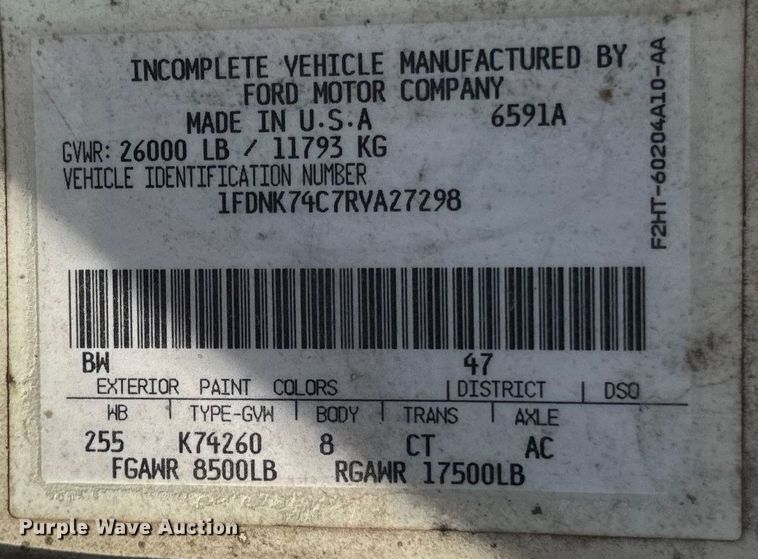 INCOMPLETE VEHICLE MANUFACTURED BY
FORD MOTOR COMPANY
MADE IN U.S.A 6591A
GVWR: 26000 LB / 11793 KG
VEHICLE IDENTIFICATION NUMBER
1FDNK74C7RVA27298
F2HT-60204A10-AA
BW 47
EXTERIOR PAINT COLORS DISTRICT DSO
WB TYPE-GVW BODY TRANS AXLE
255 K74260 8 CT AC
FGAWR 8500LB RGAWR 17500LB
Purple Wave Auction